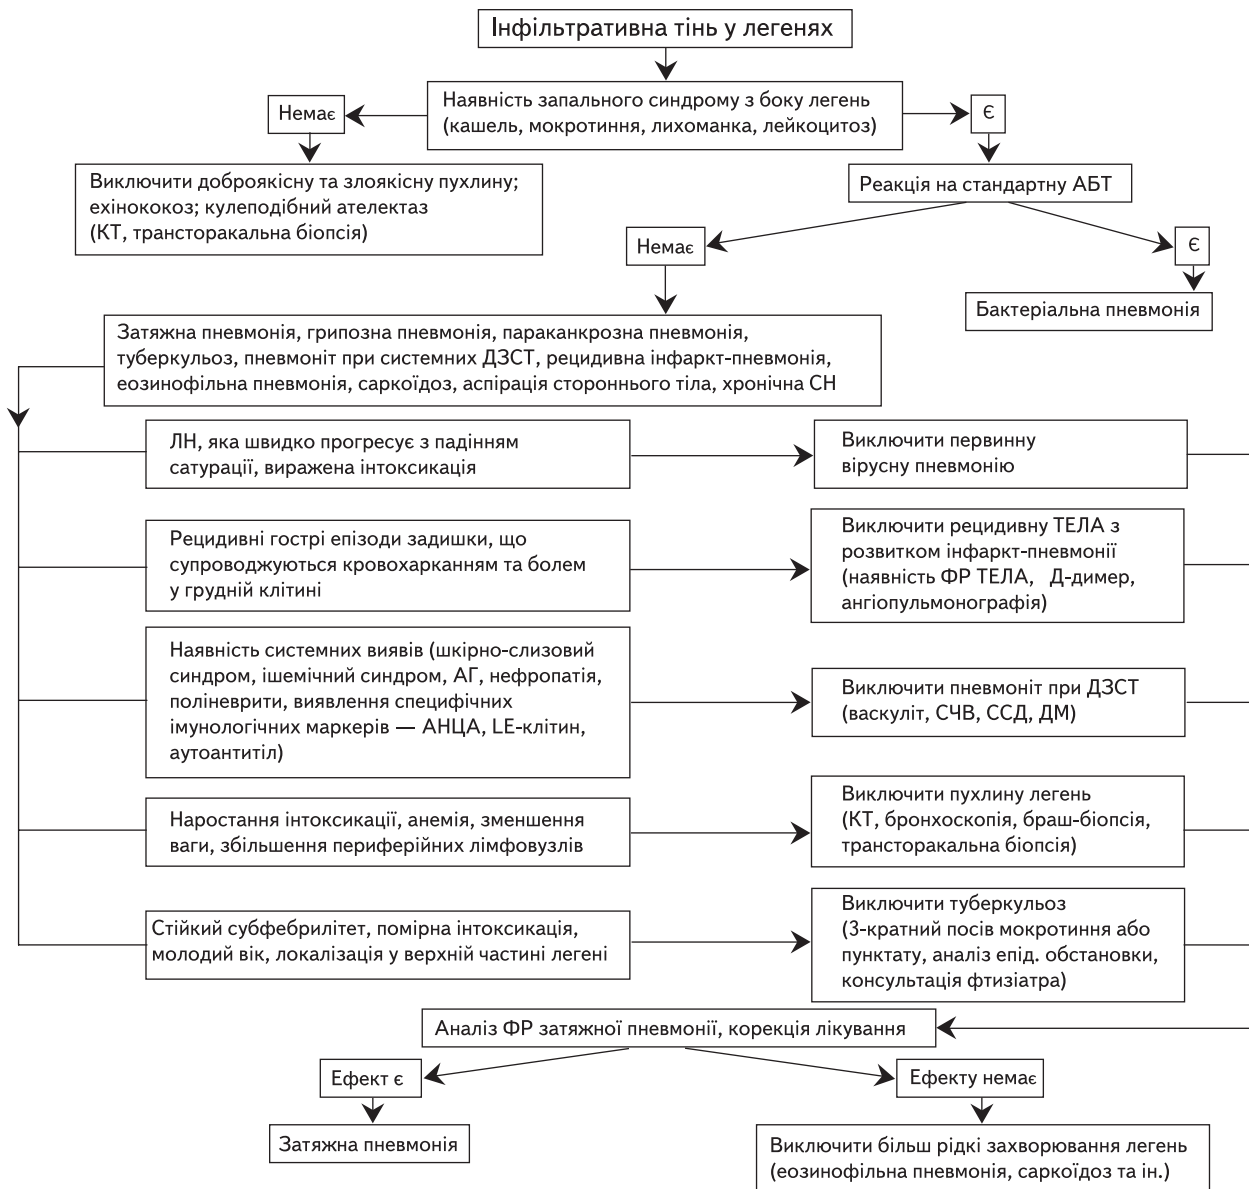 Інфільтративна тінь у легенях
Немає
Наявність запального синдрому з боку легень
(кашель, мокротиння, лихоманка, лейкоцитоз)
Є
Виключити доброякісну та злоякісну пухлину;
ехінококоз; кулеподібний ателектаз
(КТ, трансторакальна біопсія)
Реакція на стандартну АБТ
Немає
Є
Бактеріальна пневмонія
Затяжна пневмонія, грипозна пневмонія, параканкрозна пневмонія,
туберкульоз, пневмоніт при системних ДЗСТ, рецидивна інфаркт-пневмонія,
еозинофільна пневмонія, саркоїдоз, аспірація стороннього тіла, хронічна СН
ЛН, яка швидко прогресує з падінням
сатурації, виражена інтоксикація
Виключити первинну
вірусну пневмонію
Рецидивні гострі епізоди задишки, що
супроводжуються кровохарканням та болем
у грудній клітині
Виключити рецидивну ТЕЛА з
розвитком інфаркт-пневмонії
(наявність ФР ТЕЛА, Д-димер,
ангіопульмонографія)
Наявність системних виявів (шкірно-слизовий
синдром, ішемічний синдром, АГ, нефропатія,
поліневрити, виявлення специфічних
імунологічних маркерів — АНЦА, LE-клітин,
аутоантитіл)
Виключити пневмоніт при ДЗСТ
(васкуліт, СЧВ, ССД, ДМ)
Наростання інтоксикації, анемія, зменшення
ваги, збільшення периферійних лімфовузлів
Виключити пухлину легень
(КТ, бронхоскопія, браш-біопсія,
трансторакальна біопсія)
Стійкий субфебрилітет, помірна інтоксикація,
молодий вік, локалізація у верхній частині легені
Виключити туберкульоз
(3-кратний посів мокротиння або
пунктату, аналіз епід. обстановки,
консультація фтизіатра)
Аналіз ФР затяжної пневмонії, корекція лікування
Ефект є
Ефекту немає
Затяжна пневмонія
Виключити більш рідкі захворювання легень
(еозинофільна пневмонія, саркоїдоз та ін.)